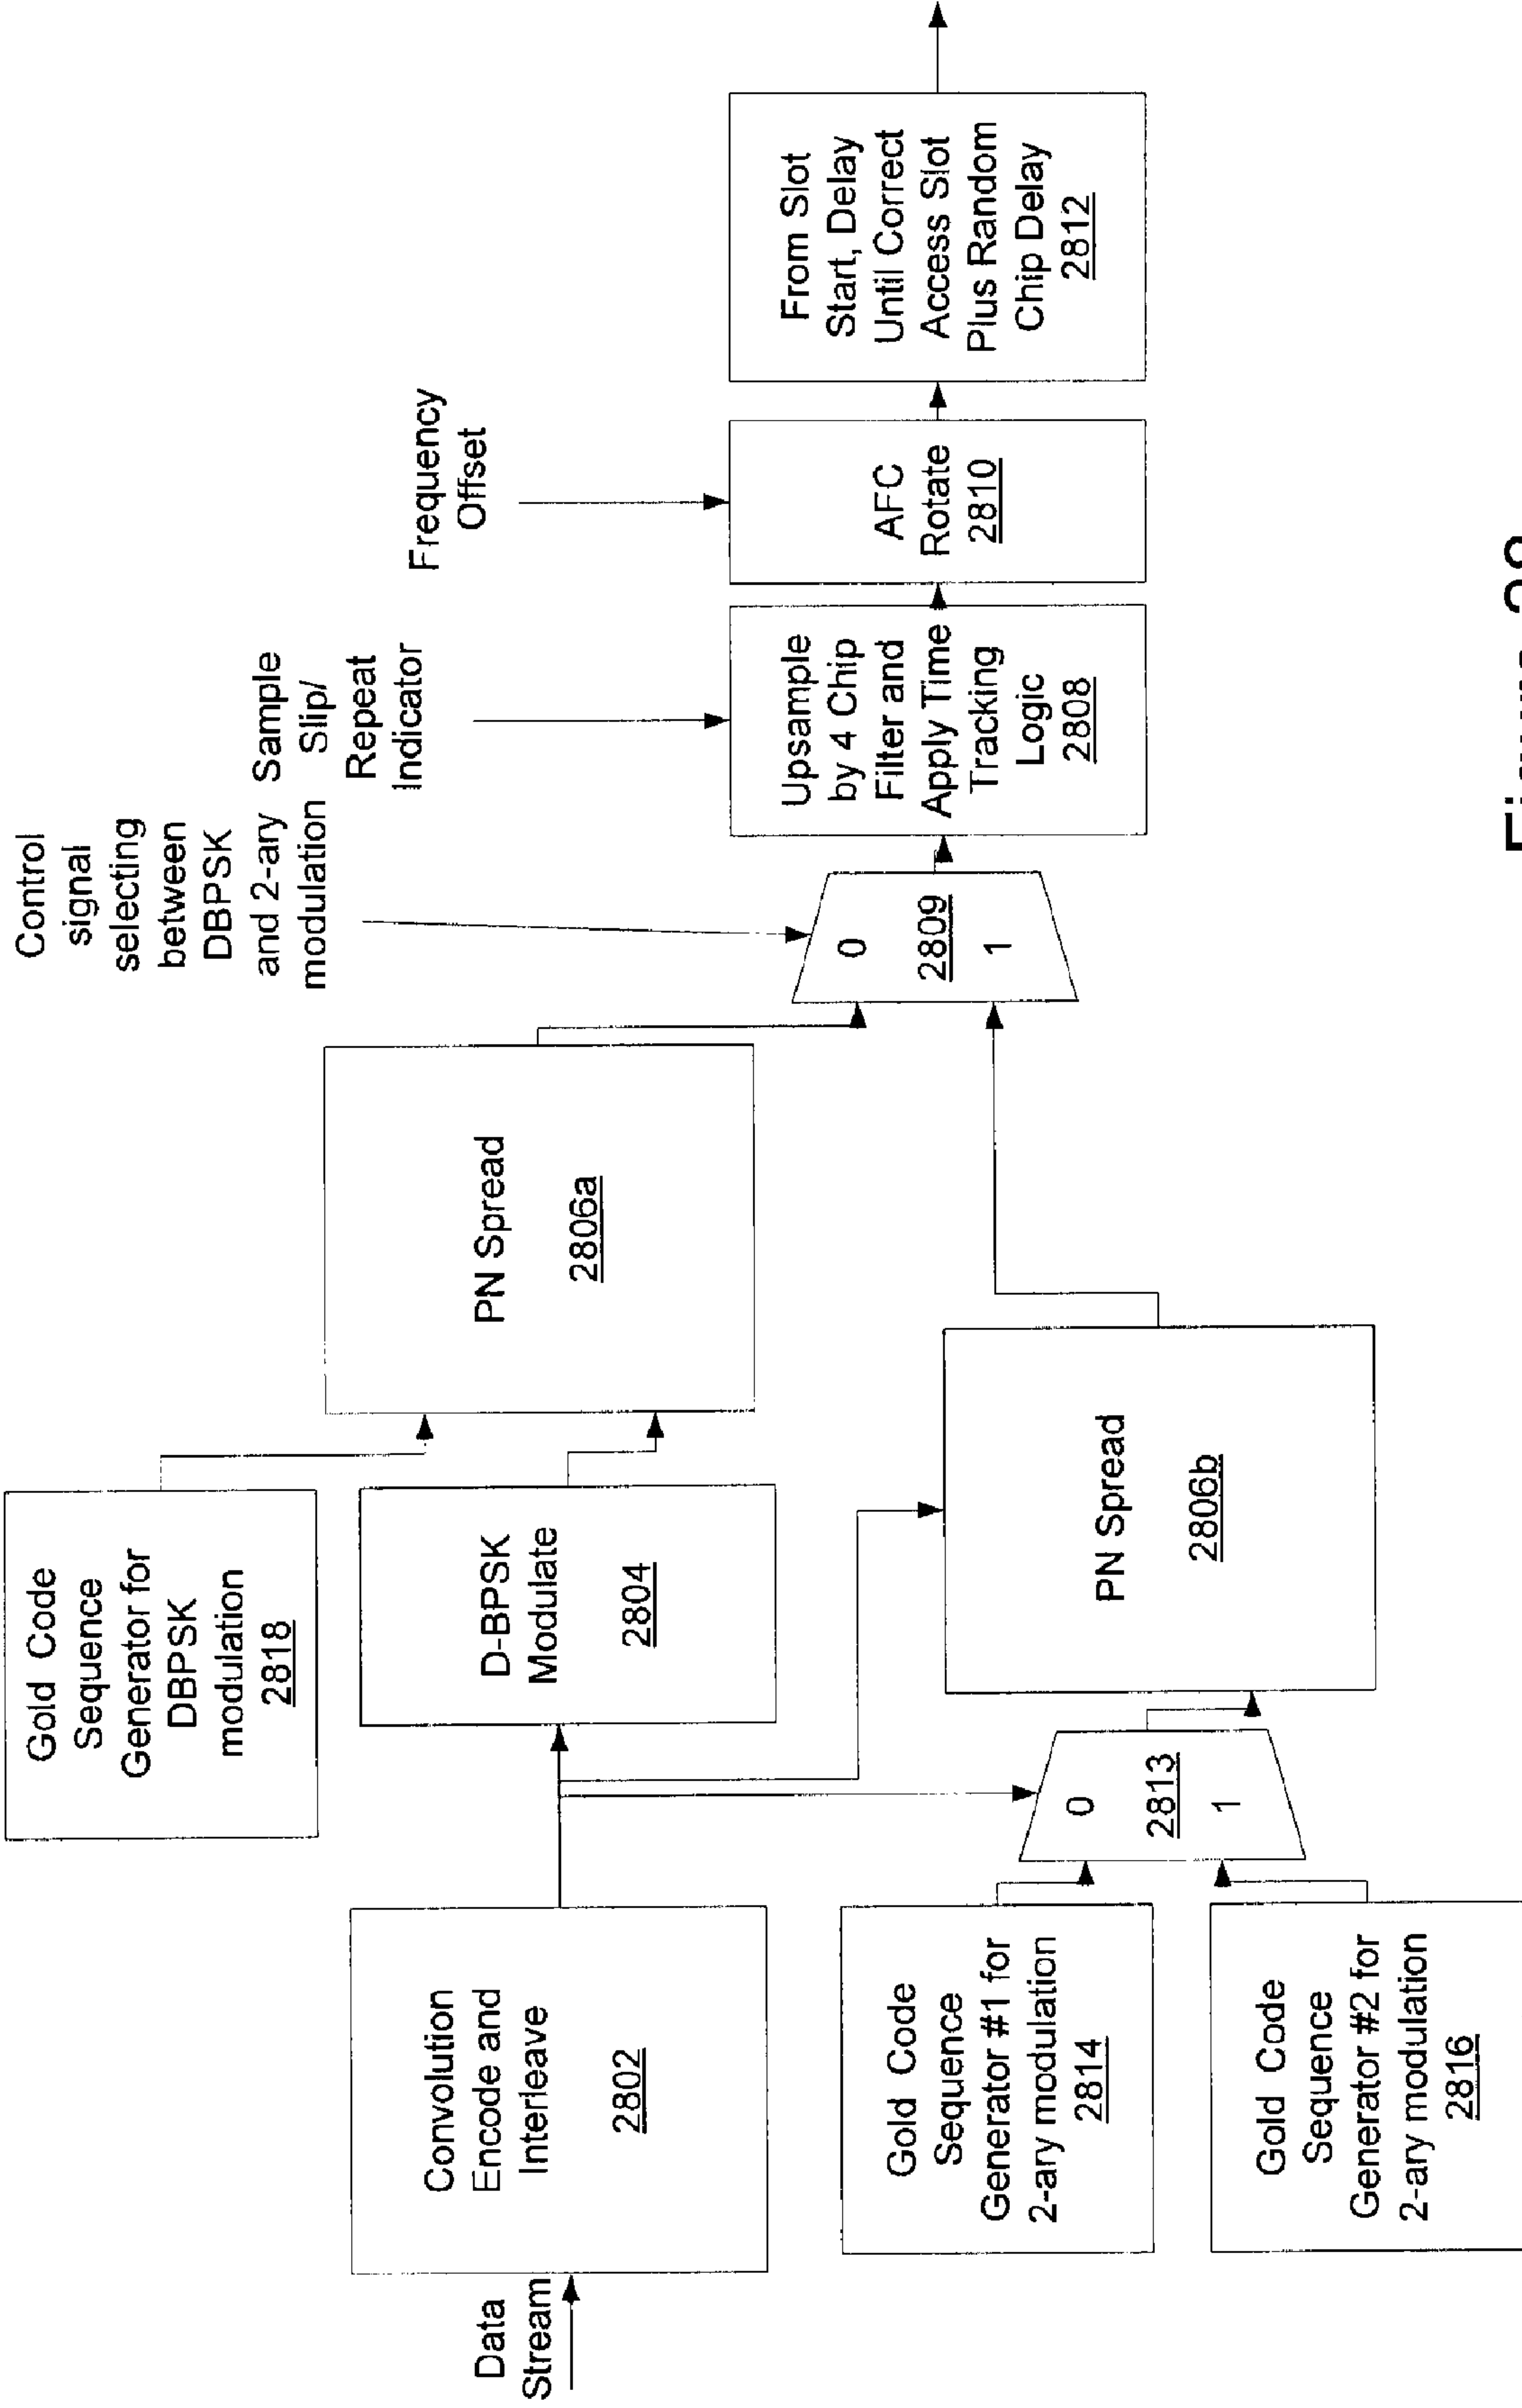 Data
Stream
Convolution
Encode and
Interleave
2802
Gold Code
Sequence
Generator #1 for
2-ary modulation
2814
Gold Code
Sequence
Generator #2 for
2-ary modulation
2816
0
2813
1
Gold Code
Sequence
Generator for
DBPSK
modulation
2818
D-BPSK
Modulate
2804
PN Spread
2806a
PN Spread
2806b
Control
signal
selecting
between
DBPSK
and 2-ary
modulation
0
2809
1
Sample
Slip/
Repeat
Indicator
Upsample
by 4 Chip
Filter and
Apply Time
Tracking
Logic
2808
Frequency
Offset
AFC
Rotate
2810
From Slot
Start, Delay
Until Correct
Access Slot
Plus Random
Chip Delay
2812